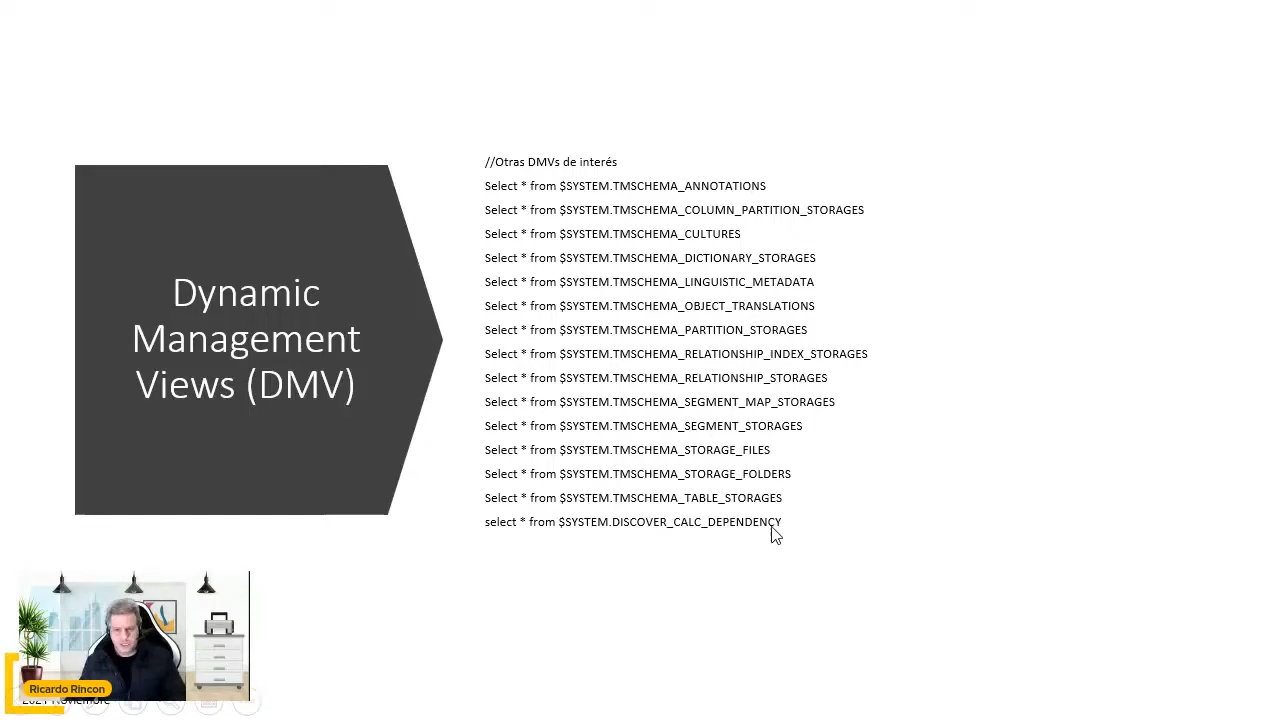 //Otras DMVs de interés
Select * from $SYSTEM.TMSCHEMA_ANNOTATIONS
Select * from $SYSTEM.TMSCHEMA_COLUMN_PARTITION_STORAGES
Select * from $SYSTEM.TMSCHEMA_CULTURES
Select * from $SYSTEM.TMSCHEMA_DICTIONARY_STORAGES
Select * from $SYSTEM.TMSCHEMA_LINGUISTIC_METADATA
Select * from $SYSTEM.TMSCHEMA_OBJECT_TRANSLATIONS
Select * from $SYSTEM.TMSCHEMA_PARTITION_STORAGES
Select * from $SYSTEM.TMSCHEMA_RELATIONSHIP_INDEX_STORAGES
Select * from $SYSTEM.TMSCHEMA_RELATIONSHIP_STORAGES
Select * from $SYSTEM.TMSCHEMA_SEGMENT_MAP_STORAGES
Select * from $SYSTEM.TMSCHEMA_SEGMENT_STORAGES
Select * from $SYSTEM.TMSCHEMA_STORAGE_FILES
Select * from $SYSTEM.TMSCHEMA_STORAGE_FOLDERS
Select * from $SYSTEM.TMSCHEMA_TABLE_STORAGES
select * from $SYSTEM.DISCOVER_CALC_DEPENDENCY
Dynamic
Management
Views (DMV)
Ricardo Rincon
Noviembre